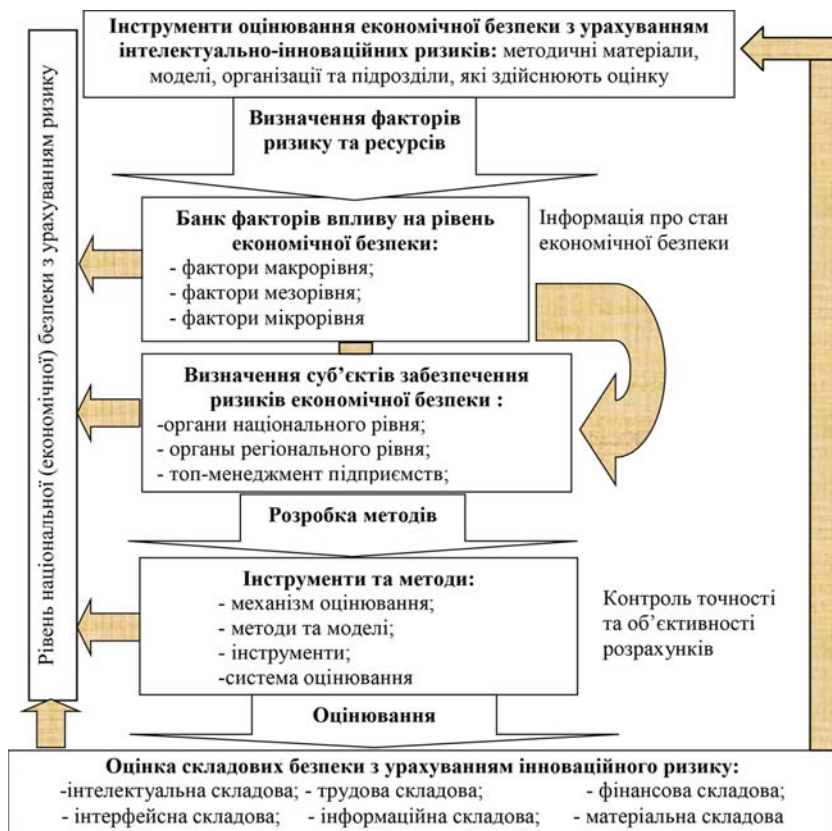 Інструменти оцінювання економічної безпеки з урахуванням
інтелектуально-інноваційних ризиків: методичні матеріали,
моделі, організації та підрозділи, які здійснюють оцінку
Рівень національної (економічної) безпеки з урахуванням ризику
Визначення факторів
ризику та ресурсів
Банк факторів впливу на рівень
економічної безпеки:
- фактори макрорівня;
- фактори мезорівня;
- фактори мікрорівня
Інформація про стан
економічної безпеки
Визначення суб’єктів забезпечення
ризиків економічної безпеки :
-органи національного рівня;
- органы регіонального рівня;
- топ-менеджмент підприємств;
Розробка методів
Інструменти та методи:
- механізм оцінювання;
- методи та моделі;
- інструменти;
-система оцінювання
Контроль точності
та об’єктивності
розрахунків
Оцінювання
Оцінка складових безпеки з урахуванням інноваційного ризику:
-інтелектуальна складова; - трудова складова; - фінансова складова;
- інтерфейсна складова; - інформаційна складова; - матеріальна складова